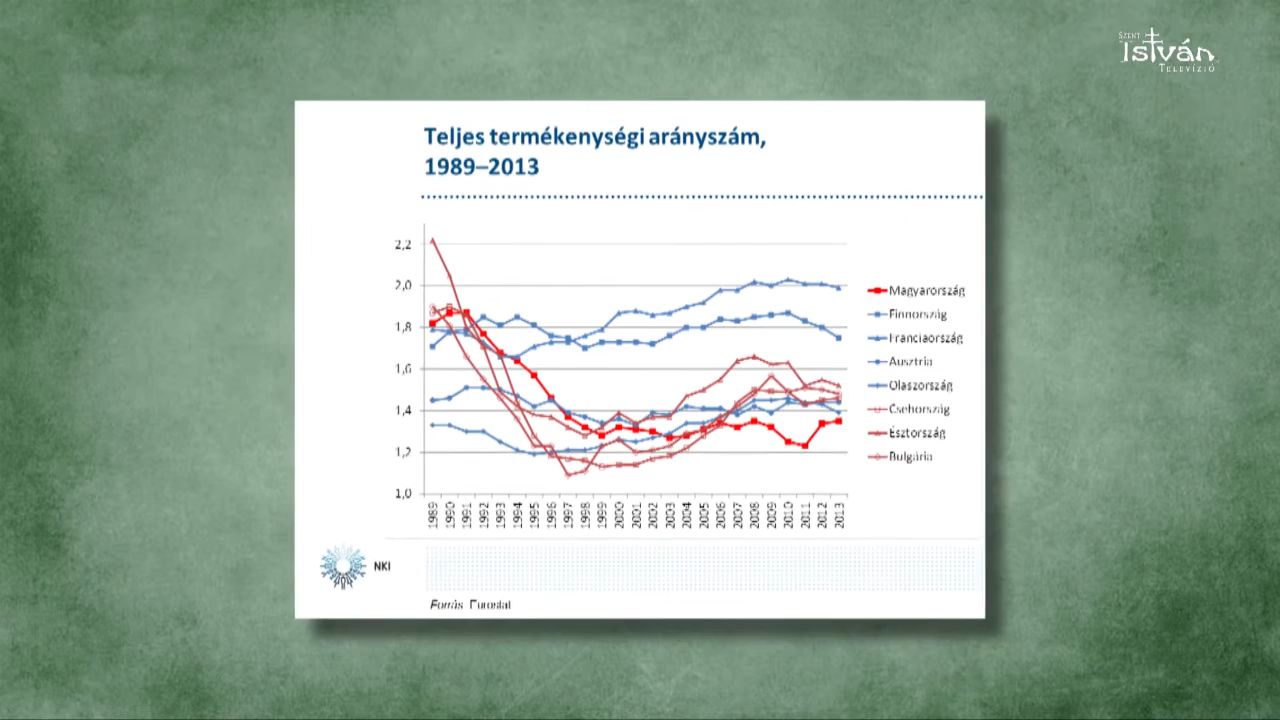 SZENT
IstVán
TELEVÍZIÓ
Teljes termékenységi arányszám,
1989–2013
2,2
2,0
1,8
1,6
1,4
1,2
1,0
1989 1990 1991 1992 1993 1994 1995 1996 1997 1998 1999 2000 2001 2002 2003 2004 2005 2006 2007 2008 2009 2010 2011 2012 2013
Magyarország
Finnország
Franciaország
Ausztria
Olaszország
Csehország
Észtország
Bulgária
NKI
Forrás Eurostat